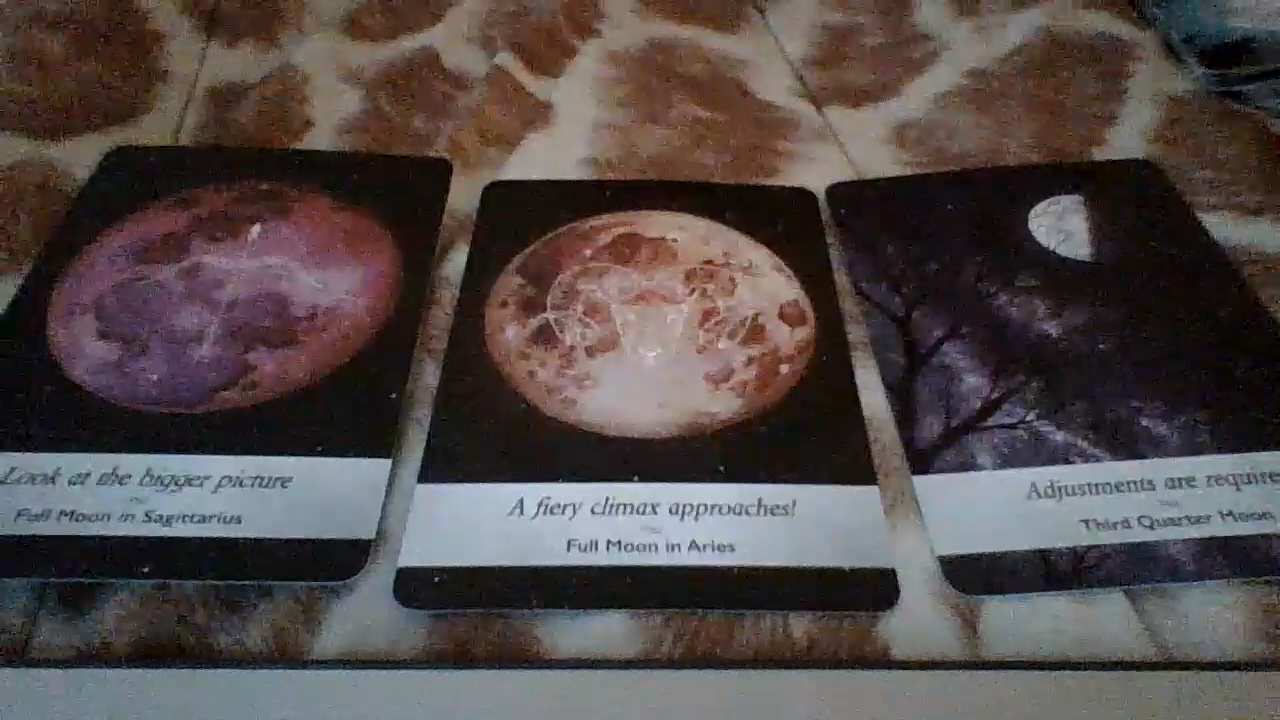 Look at the bigger picture
Full Moon in Sagittarius
A fiery climax approaches!
Full Moon in Aries
Adjustments are require
Third Quarter Moon